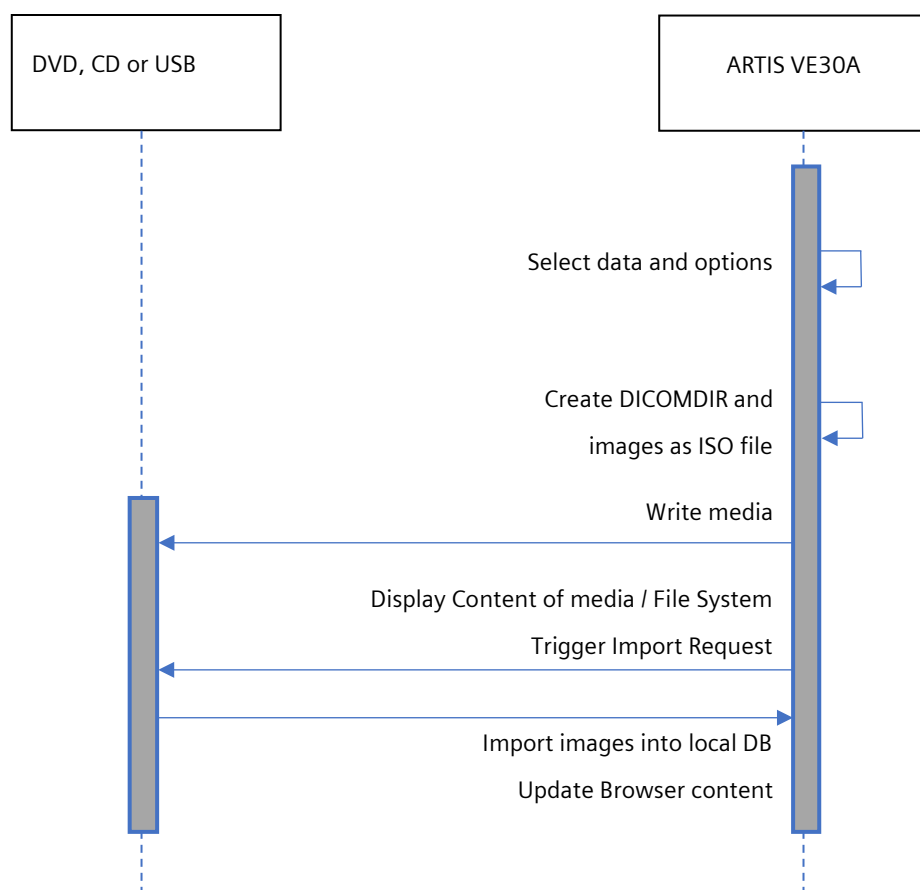 DVD, CD or USB
ARTIS VE30A
Select data and options
Create DICOMDIR and
images as ISO file
Write media
Display Content of media / File System
Trigger Import Request
Import images into local DB
Update Browser content